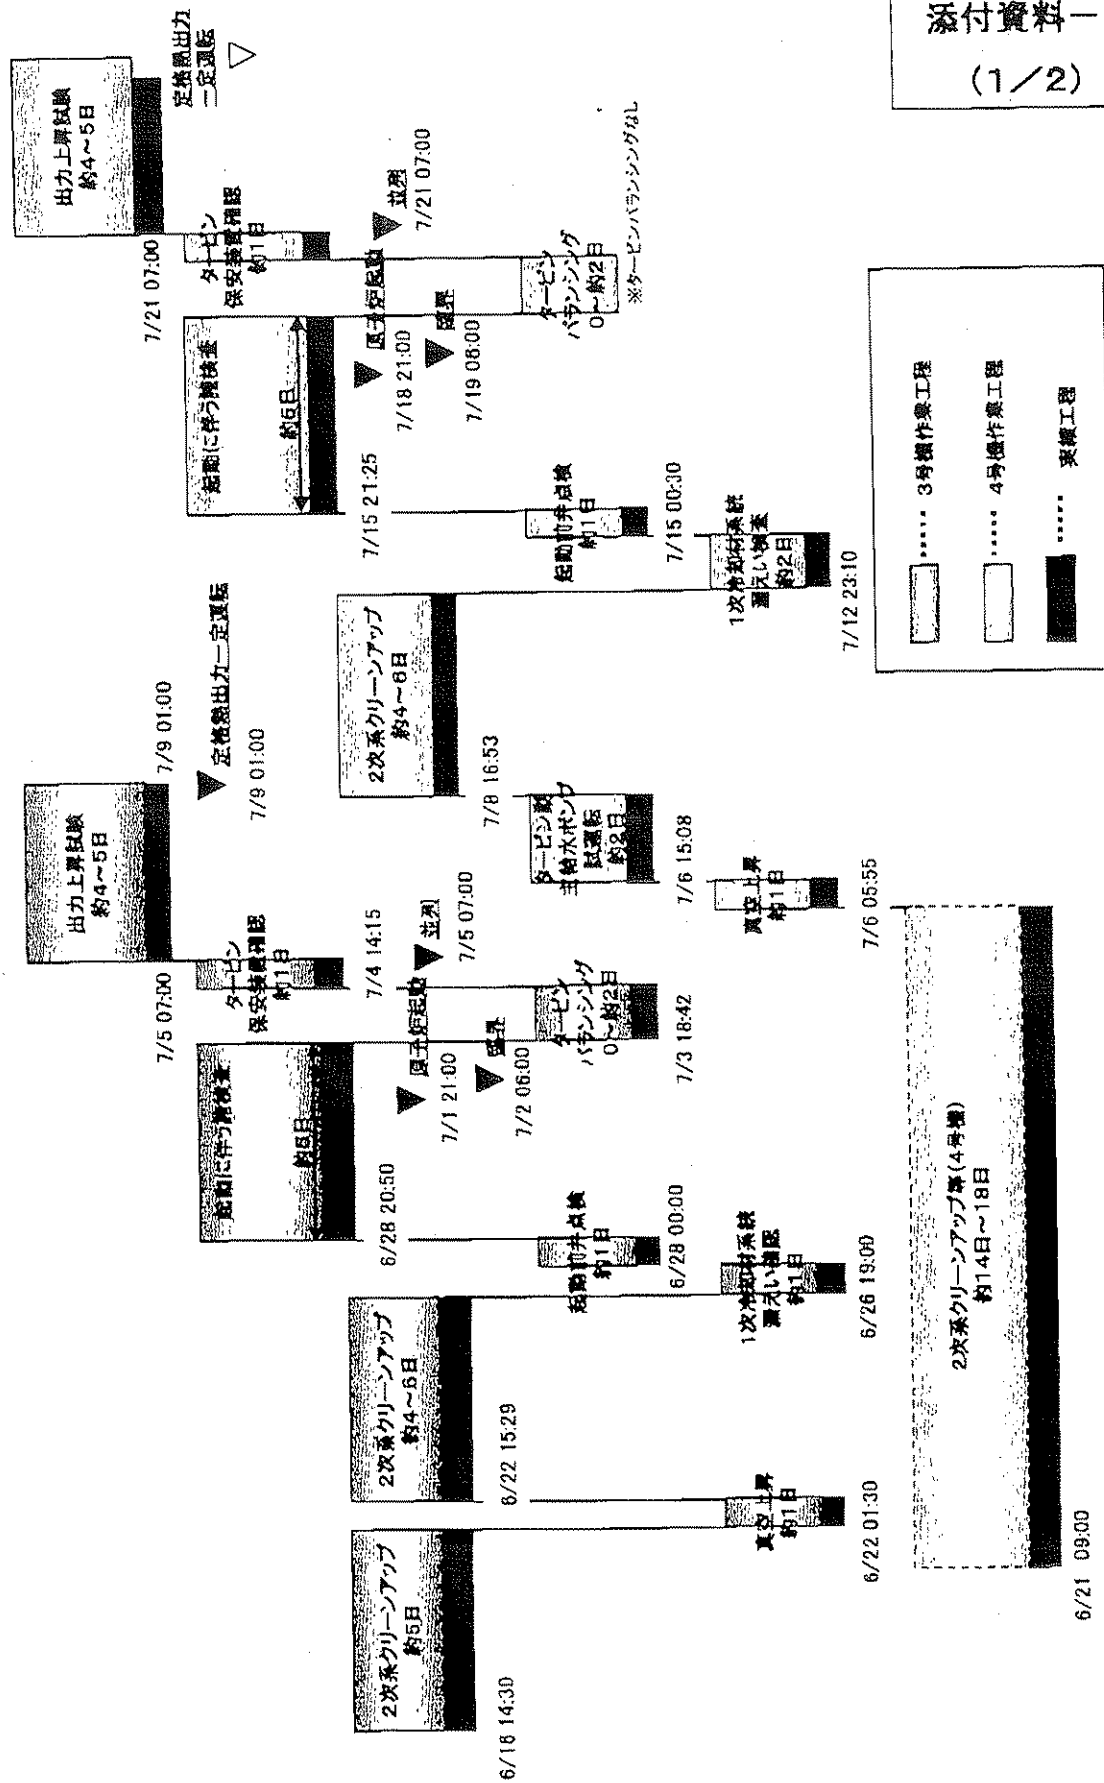 添付資料－
(1／2)
2次系クリーンアップ
約5日
6/18 14:30
真空上昇
約1日
6/22 01:30
2次系クリーンアップ
約4～6日
6/22 15:29
1次冷却材系統
漏えい確認
約1日
6/26 19:00
起動前弁点検
約1日
6/28 00:00
起動に伴う諸検査
6/28 20:50
原子炉起動
7/1 21:00
臨界
7/2 06:00
タービン
バランシング
0～約2日
7/3 18:42
タービン
保安装置確認
約1日
7/4 14:15
並列
7/5 07:00
出力上昇試験
約4～5日
7/5 07:00
7/9 01:00
定格熱出力一定運転
7/9 01:00
2次系クリーンアップ等(4号機)
約14日～18日
6/21 09:00
真空上昇
約1日
7/6 05:55
タービン動
主給水ポンプ
試運転
約2日
7/6 15:08
2次系クリーンアップ
約4～6日
7/8 16:53
1次冷却材系統
漏えい検査
約2日
7/12 23:10
起動前弁点検
約1日
7/15 00:30
起動に伴う諸検査
約6日
7/15 21:25
原子炉起動
7/18 21:00
臨界
7/19 08:00
タービン
バランシング
0～約2日
※タービンバランシングなし
タービン
保安装置確認
約1日
並列
7/21 07:00
出力上昇試験
約4～5日
7/21 07:00
定格熱出力
一定運転
3号機作業工程
4号機作業工程
実績工程